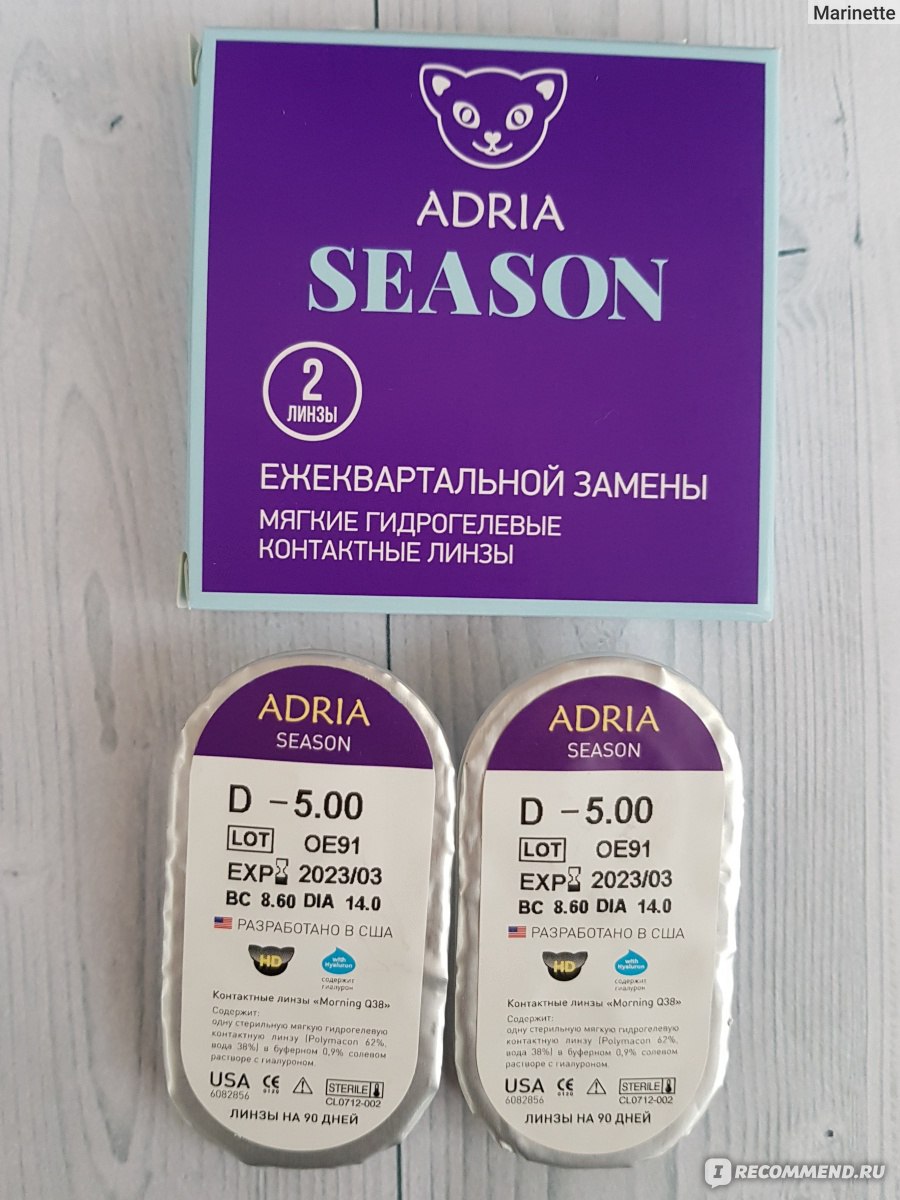 Marinette
ADRIA
SEASON
2
ЛИНЗЫ
ЕЖЕКВАРТАЛЬНОЙ ЗАМЕНЫ
МЯГКИЕ ГИДРОГЕЛЕВЫЕ
КОНТАКТНЫЕ ЛИНЗЫ
ADRIA
SEASON
D -5.00
LOT OE91
EXP 2023/03
BC 8.60 DIA 14.0
РАЗРАБОТАНО В США
HD
with
Hyaluron
содержит
гиалурон
Контактные линзы «Morning Q38»
Содержит:
одну стерильную мягкую гидрогелевую
контактную линзу (Polymacon 62%,
вода 38%) в буферном 0,9% солевом
растворе с гиалуроном.
USA CE STERILE
6082856 0120 CL0712-002
ЛИНЗЫ НА 90 ДНЕЙ
ADRIA
SEASON
D -5.00
LOT OE91
EXP 2023/03
BC 8.60 DIA 14.0
РАЗРАБОТАНО В США
HD
with
Hyaluron
содержит
гиалурон
Контактные линзы «Morning Q38»
Содержит:
одну стерильную мягкую гидрогелевую
контактную линзу (Polymacon 62%,
вода 38%) в буферном 0,9% солевом
растворе с гиалуроном.
USA CE STERILE
6082856 0120 CL0712-002
ЛИНЗЫ НА 90 ДНЕЙ
IRECOMMEND.RU